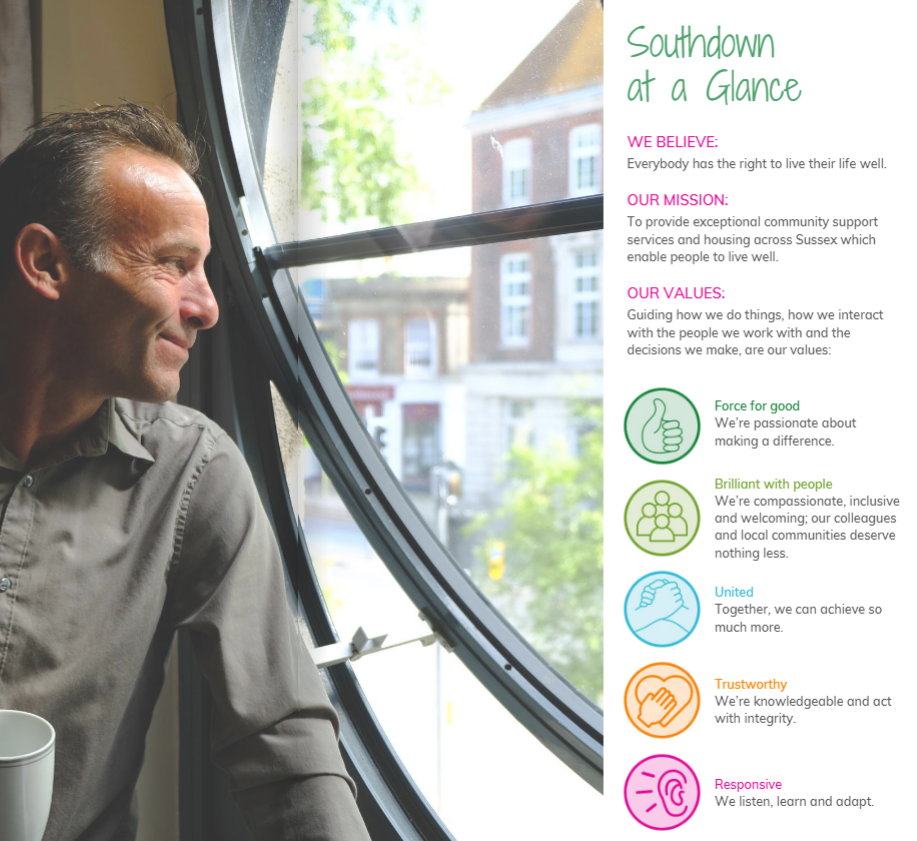 Southdown
at a Glance
WE BELIEVE:
Everybody has the right to live their life well.
OUR MISSION:
To provide exceptional community support
services and housing across Sussex which
enable people to live well.
OUR VALUES:
Guiding how we do things, how we interact
with the people we work with and the
decisions we make, are our values:
Force for good
We're passionate about
making a difference.
Brilliant with people
We're compassionate, inclusive
and welcoming; our colleagues
and local communities deserve
nothing less.
United
Together, we can achieve so
much more.
Trustworthy
We're knowledgeable and act
with integrity.
Responsive
We listen, learn and adapt.